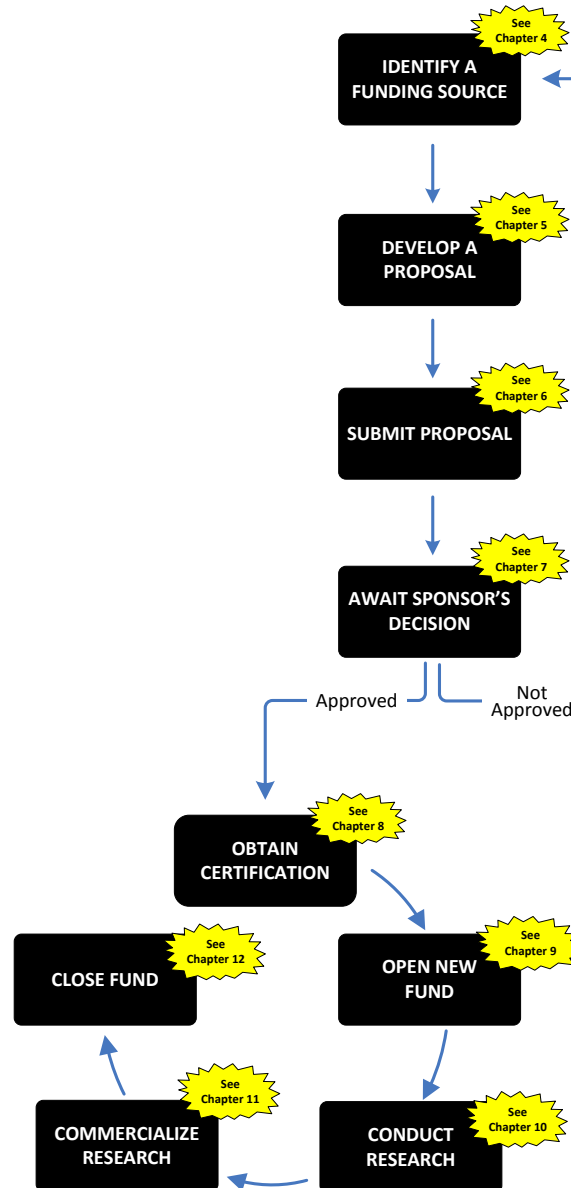 See
Chapter 4
IDENTIFY A
FUNDING SOURCE
See
Chapter 5
DEVELOP A
PROPOSAL
See
Chapter 6
SUBMIT PROPOSAL
See
Chapter 7
AWAIT SPONSOR’S
DECISION
Approved
Not
Approved
See
Chapter 8
OBTAIN
CERTIFICATION
See
Chapter 9
OPEN NEW
FUND
See
Chapter 10
CONDUCT
RESEARCH
See
Chapter 11
COMMERCIALIZE
RESEARCH
See
Chapter 12
CLOSE FUND